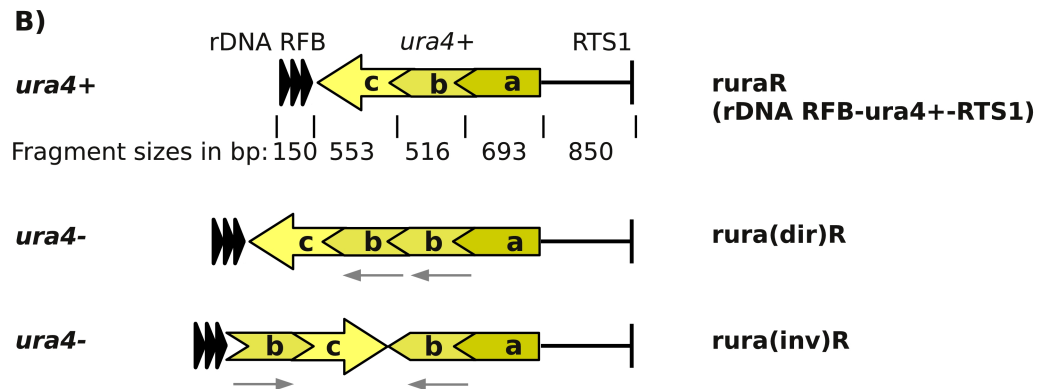 B)
rDNA RFB ura4+ RTS1
ura4+ c b a ruraR
(rDNA RFB-ura4+-RTS1)
Fragment sizes in bp: 150 553 516 693 850
ura4- c b b a rura(dir)R
ura4- b c b a rura(inv)R